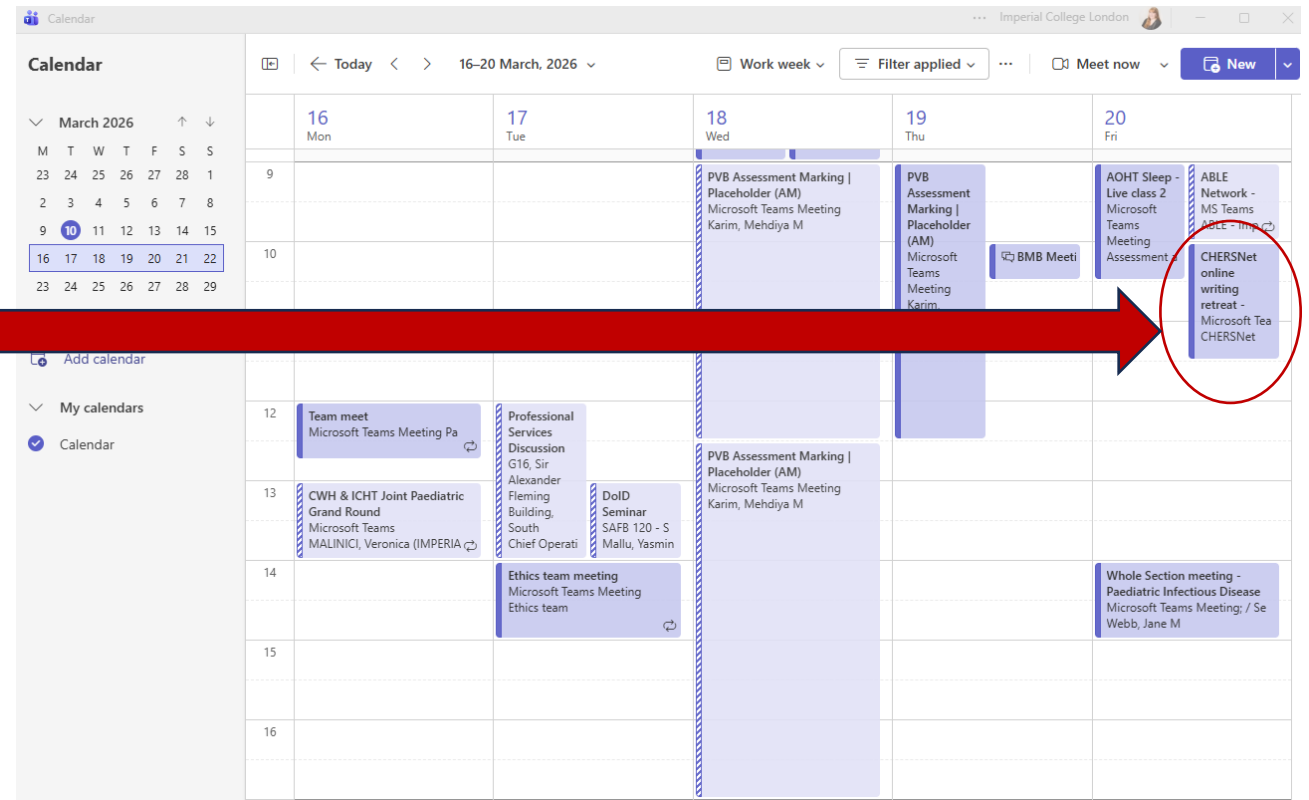 Calendar
Imperial College London
Calendar
Today
16–20 March, 2026
Work week
Filter applied
Meet now
New
March 2026
M T W T F S S
23 24 25 26 27 28 1
2 3 4 5 6 7 8
9 10 11 12 13 14 15
16 17 18 19 20 21 22
23 24 25 26 27 28 29
Add calendar
My calendars
Calendar
16
Mon
17
Tue
18
Wed
19
Thu
20
Fri
9
10
12
13
14
15
16
Team meet
Microsoft Teams Meeting Pa
CWH & ICHT Joint Paediatric
Grand Round
Microsoft Teams
MALINICI, Veronica (IMPERIA
Professional
Services
Discussion
G16, Sir
Alexander
Fleming
Building,
South
Chief Operati
DoID
Seminar
SAFB 120 - S
Mallu, Yasmin
Ethics team meeting
Microsoft Teams Meeting
Ethics team
PVB Assessment Marking |
Placeholder (AM)
Microsoft Teams Meeting
Karim, Mehdiya M
PVB Assessment Marking |
Placeholder (AM)
Microsoft Teams Meeting
Karim, Mehdiya M
PVB
Assessment
Marking |
Placeholder
(AM)
Microsoft
Teams
Meeting
Karim,
BMB Meeti
AOHT Sleep -
Live class 2
Microsoft
Teams
Meeting
Assessment
ABLE
Network -
MS Teams
ABLE - Imp
CHERSNet
online
writing
retreat -
Microsoft Tea
CHERSNet
Whole Section meeting -
Paediatric Infectious Disease
Microsoft Teams Meeting; / Se
Webb, Jane M